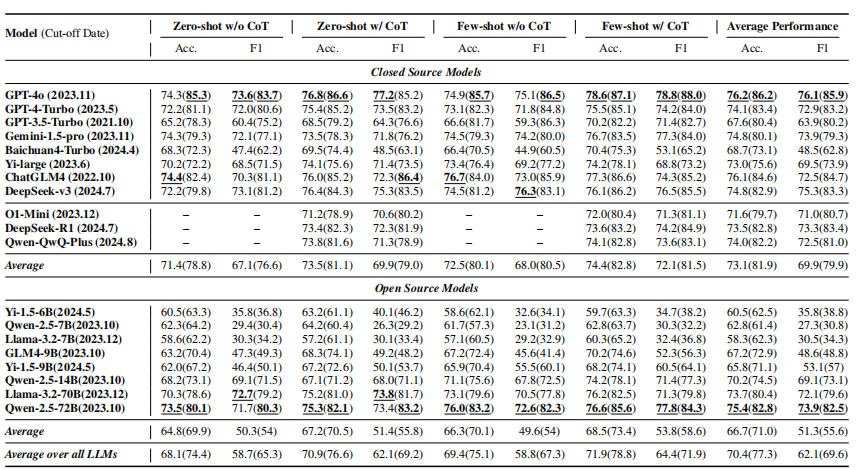 Model (Cut-off Date) Zero-shot w/o CoT Zero-shot w/ CoT Few-shot w/o CoT Few-shot w/ CoT Average Performance
Acc. F1 Acc. F1 Acc. F1 Acc. F1 Acc. F1
Closed Source Models
GPT-4o (2023.11) 74.3(85.3) 73.6(83.7) 76.8(86.6) 77.2(85.2) 74.9(85.7) 75.1(86.5) 78.6(87.1) 78.8(88.0) 76.2(86.2) 76.1(85.9)
GPT-4-Turbo (2023.5) 72.2(81.1) 72.0(80.6) 75.4(85.2) 73.5(83.2) 73.1(82.3) 71.8(84.8) 75.5(85.1) 74.2(84.0) 74.1(83.4) 72.9(83.2)
GPT-3.5-Turbo (2021.10) 65.2(78.3) 60.4(75.2) 68.5(79.2) 64.3(76.6) 66.6(81.7) 59.3(86.3) 70.2(82.2) 71.4(82.7) 67.6(80.4) 63.9(80.2)
Gemini-1.5-pro (2023.11) 74.3(79.3) 72.1(77.1) 73.5(78.3) 71.8(76.2) 74.5(79.3) 74.2(80.0) 76.7(83.5) 77.3(84.0) 74.8(80.1) 73.9(79.3)
Baichuan4-Turbo (2024.4) 68.3(72.3) 47.4(62.2) 69.5(74.4) 48.5(63.1) 66.4(70.5) 44.9(60.5) 70.4(75.3) 53.1(65.2) 68.7(73.1) 48.5(62.8)
Yi-large (2023.6) 70.2(72.2) 68.5(71.5) 74.1(75.6) 71.4(73.5) 73.4(76.4) 69.2(77.2) 74.2(78.1) 68.8(73.2) 73.0(75.6) 69.5(73.9)
ChatGLM4 (2022.10) 74.4(82.4) 70.3(81.1) 76.0(85.2) 72.3(86.4) 76.7(84.0) 73.0(85.9) 77.3(86.6) 74.3(85.2) 76.1(84.6) 72.5(84.7)
DeepSeek-v3 (2024.7) 72.2(79.8) 73.1(81.2) 76.4(84.3) 75.3(83.5) 74.5(81.2) 76.3(83.1) 76.1(86.2) 76.5(85.5) 74.8(82.9) 75.3(83.3)
O1-Mini (2023.12) – – 71.2(78.9) 70.6(80.2) – – 72.0(80.4) 71.3(81.1) 71.6(79.7) 71.0(80.7)
DeepSeek-R1 (2024.7) – – 73.4(82.3) 72.3(81.9) – – 73.6(83.2) 74.2(84.9) 73.5(82.8) 73.3(83.4)
Qwen-QwQ-Plus (2024.8) – – 73.8(81.6) 71.3(78.9) – – 74.1(82.8) 73.6(83.1) 74.0(82.2) 72.5(81.0)
Average 71.4(78.8) 67.1(76.6) 73.5(81.1) 69.9(79.0) 72.5(80.1) 68.0(80.5) 74.4(82.8) 72.1(81.5) 73.1(81.9) 69.9(79.9)
Open Source Models
Yi-1.5-6B(2024.5) 60.5(63.3) 35.8(36.8) 63.2(61.1) 40.1(46.2) 58.6(62.1) 32.6(34.1) 59.7(63.3) 34.7(38.2) 60.5(62.5) 35.8(38.8)
Qwen-2.5-7B(2023.10) 62.3(64.2) 29.4(30.4) 64.2(60.4) 26.3(29.2) 61.7(57.3) 23.1(31.2) 62.8(63.7) 30.3(32.2) 62.8(61.4) 27.3(30.8)
Llama-3.2-7B(2023.12) 58.6(62.2) 30.3(34.2) 57.2(61.1) 30.1(33.4) 57.1(60.5) 29.2(32.9) 60.3(65.2) 32.4(36.8) 58.3(62.3) 30.5(34.3)
GLM4-9B(2023.10) 63.2(70.4) 47.3(49.3) 68.3(74.1) 49.2(48.2) 67.2(72.4) 45.6(41.4) 70.2(74.6) 52.3(56.3) 67.2(72.9) 48.6(48.8)
Yi-1.5-9B(2024.5) 62.0(67.2) 46.4(50.1) 67.2(72.6) 50.1(53.7) 65.9(70.4) 55.5(60.1) 68.2(74.1) 60.5(64.1) 65.8(71.1) 53.1(57)
Qwen-2.5-14B(2023.10) 68.2(73.1) 69.1(71.5) 67.1(71.2) 68.0(71.1) 71.1(75.6) 67.8(72.5) 74.2(78.1) 71.4(77.3) 70.2(74.5) 69.1(73.1)
Llama-3.2-70B(2023.12) 70.3(78.6) 72.7(79.2) 75.2(81.0) 73.8(81.7) 73.1(79.6) 70.5(77.8) 76.2(82.5) 71.3(79.8) 73.7(80.4) 72.1(79.6)
Qwen-2.5-72B(2023.10) 73.5(80.1) 71.7(80.3) 75.3(82.1) 73.4(83.2) 76.0(83.2) 72.6(82.3) 76.6(85.6) 77.8(84.3) 75.4(82.8) 73.9(82.5)
Average 64.8(69.9) 50.3(54) 67.2(70.5) 51.4(55.8) 66.3(70.1) 49.6(54) 68.5(73.4) 53.8(58.6) 66.7(71.0) 51.3(55.6)
Average over all LLMs 68.1(74.4) 58.7(65.3) 70.9(76.6) 62.1(69.2) 69.4(75.1) 58.8(67.3) 71.9(78.8) 64.4(71.9) 70.4(77.3) 62.1(69.6)